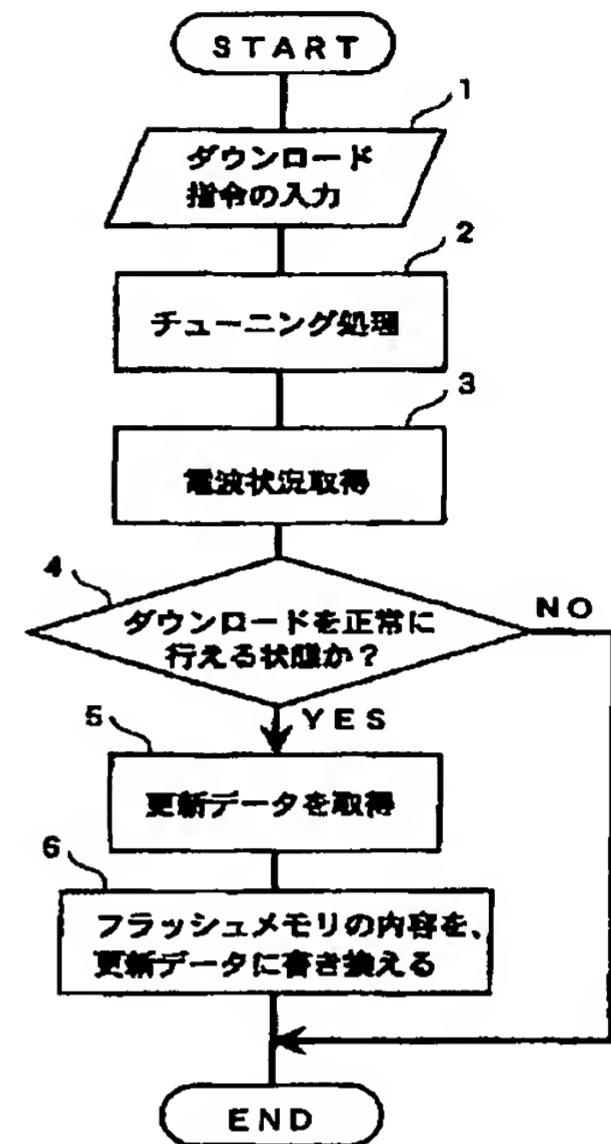 START
1
ダウンロード
指令の入力
2
チューニング処理
3
電波状況取得
4
ダウンロードを正常に
行える状態か？
NO
YES
5
更新データを取得
6
フラッシュメモリの内容を、
更新データに書き換える
END